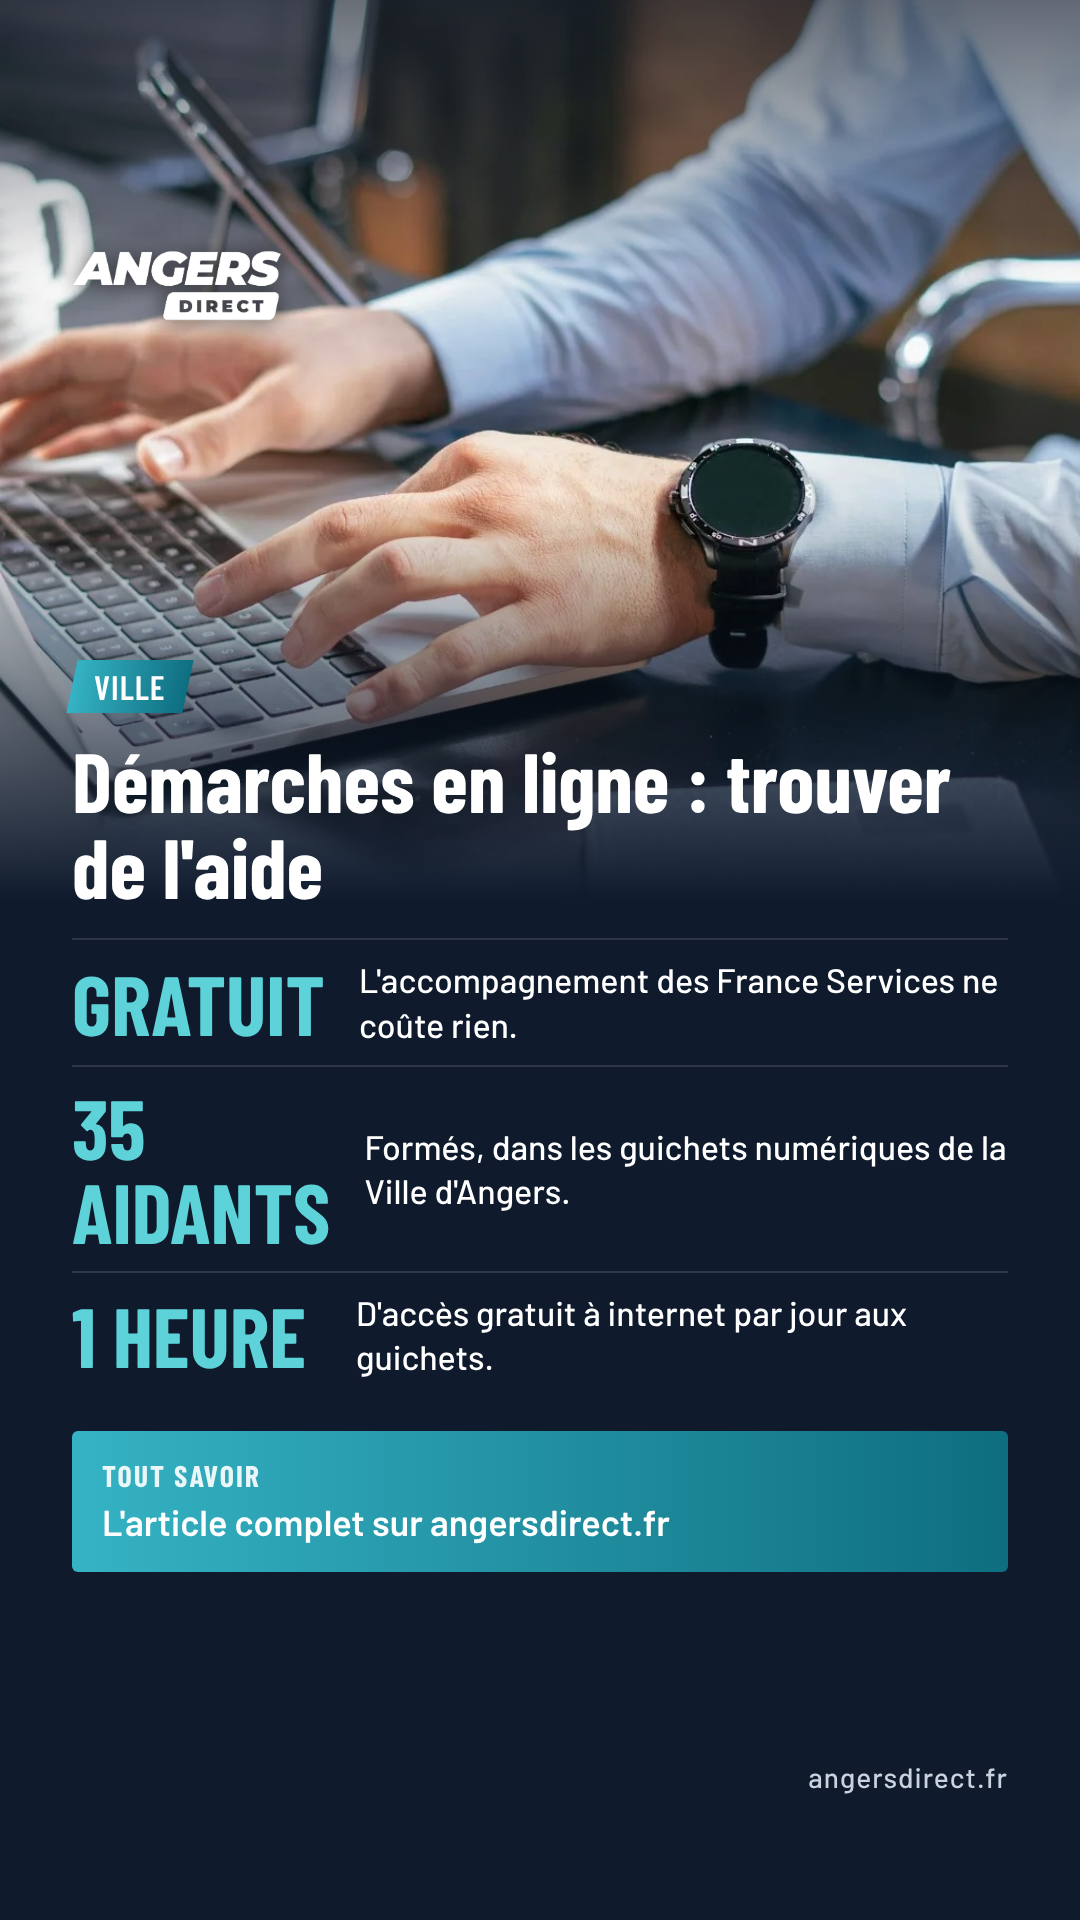 ANGERS
DIRECT
VILLE
Démarches en ligne : trouver
de l'aide
GRATUIT
L'accompagnement des France Services ne
coûte rien.
35
AIDANTS
Formés, dans les guichets numériques de la
Ville d'Angers.
1 HEURE
D'accès gratuit à internet par jour aux
guichets.
TOUT SAVOIR
L'article complet sur angersdirect.fr
angersdirect.fr